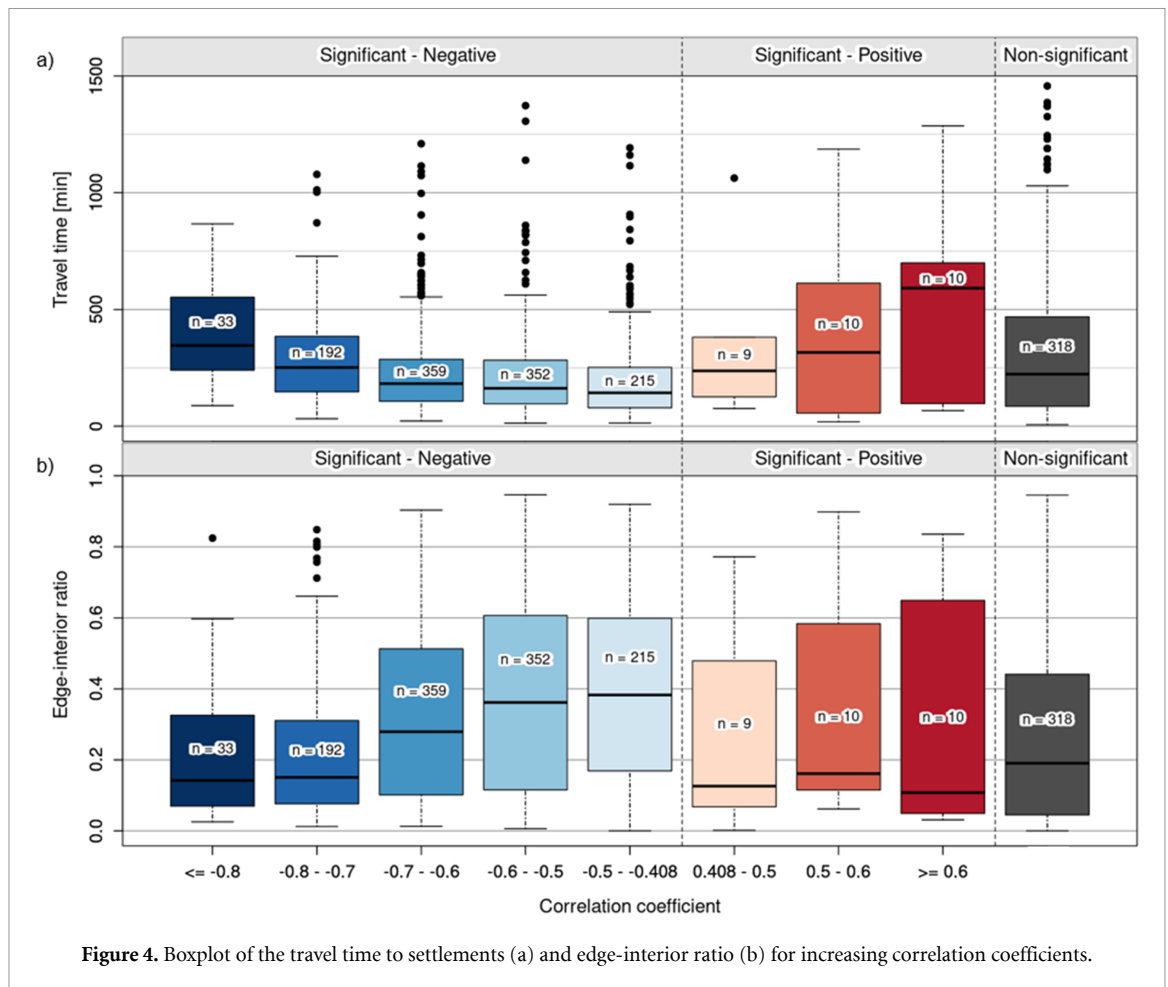 a)
Significant - Negative
Significant - Positive
Non-significant
Travel time [min]
1500
1000
500
0
n = 33
n = 192
n = 359
n = 352
n = 215
n = 9
n = 10
n = 10
n = 318
b)
Significant - Negative
Significant - Positive
Non-significant
Edge-interior ratio
1.0
0.8
0.6
0.4
0.2
0.0
n = 33
n = 192
n = 359
n = 352
n = 215
n = 9
n = 10
n = 10
n = 318
<= -0.8
-0.8 - -0.7
-0.7 - -0.6
-0.6 - -0.5
-0.5 - -0.408
0.408 - 0.5
0.5 - 0.6
>= 0.6
Correlation coefficient
Figure 4. Boxplot of the travel time to settlements (a) and edge-interior ratio (b) for increasing correlation coefficients.